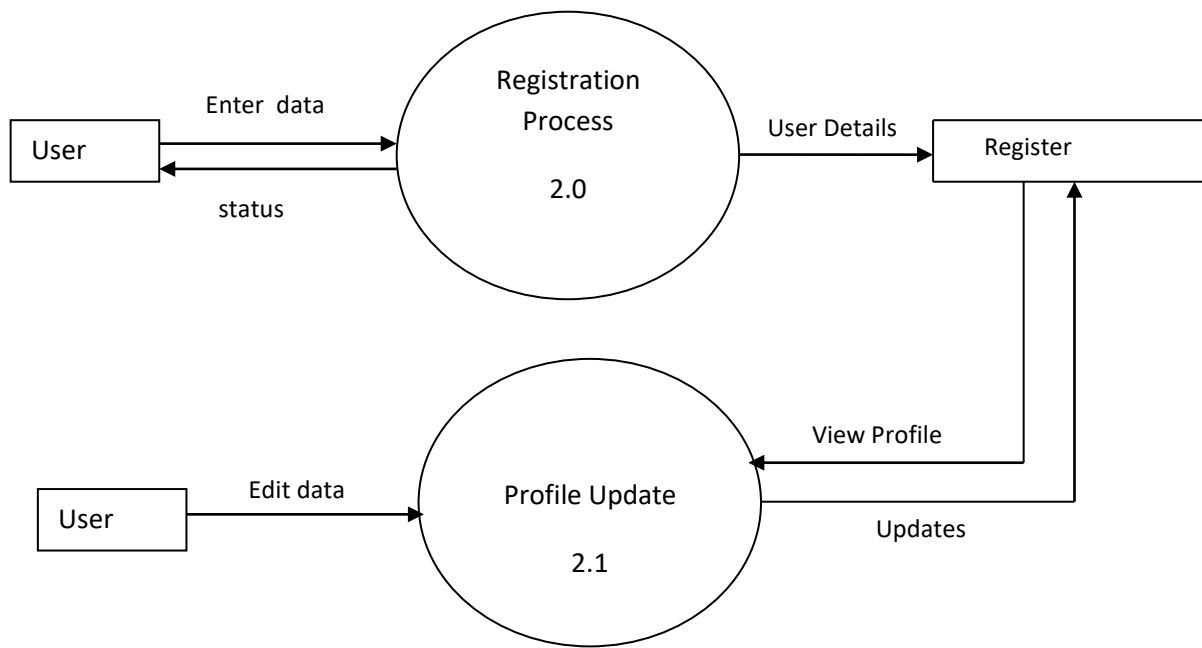 Registration
Process
2.0
Enter  data
User
status
User Details
Register
View Profile
Profile Update
2.1
Edit data
User
Updates